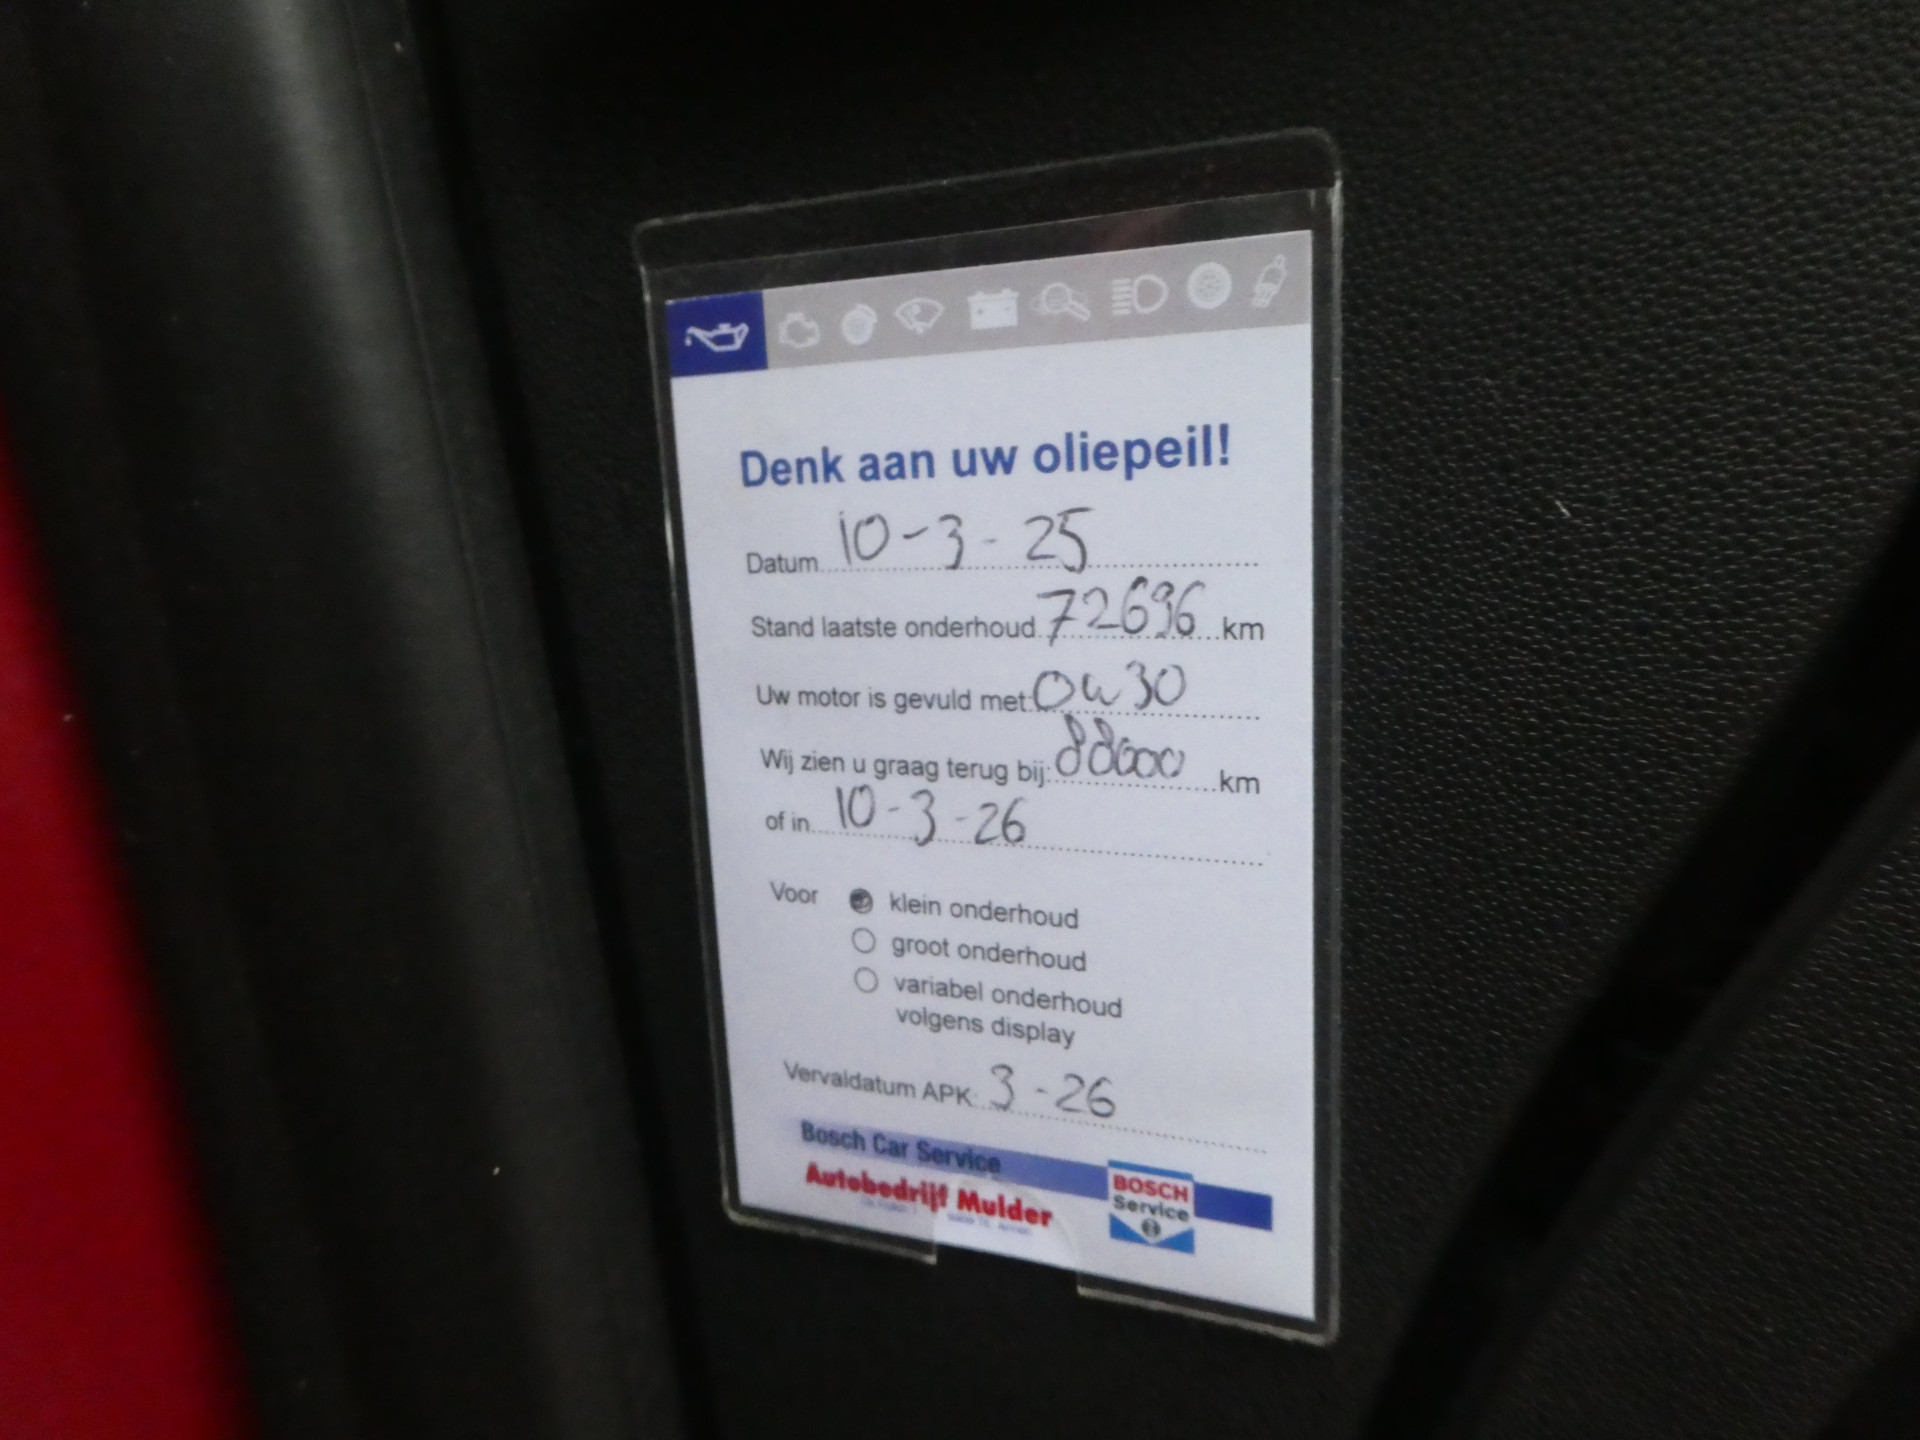 Denk aan uw oliepeil!
Datum 10-3-25
Stand laatste onderhoud 72696 km
Uw motor is gevuld met: 0w30
Wij zien u graag terug bij: 88000 km
of in 10-3-26
Voor klein onderhoud
groot onderhoud
variabel onderhoud
volgens display
Vervaldatum APK: 3-26
Bosch Car Service
Autobedrijf Mulder
BOSCH
Service